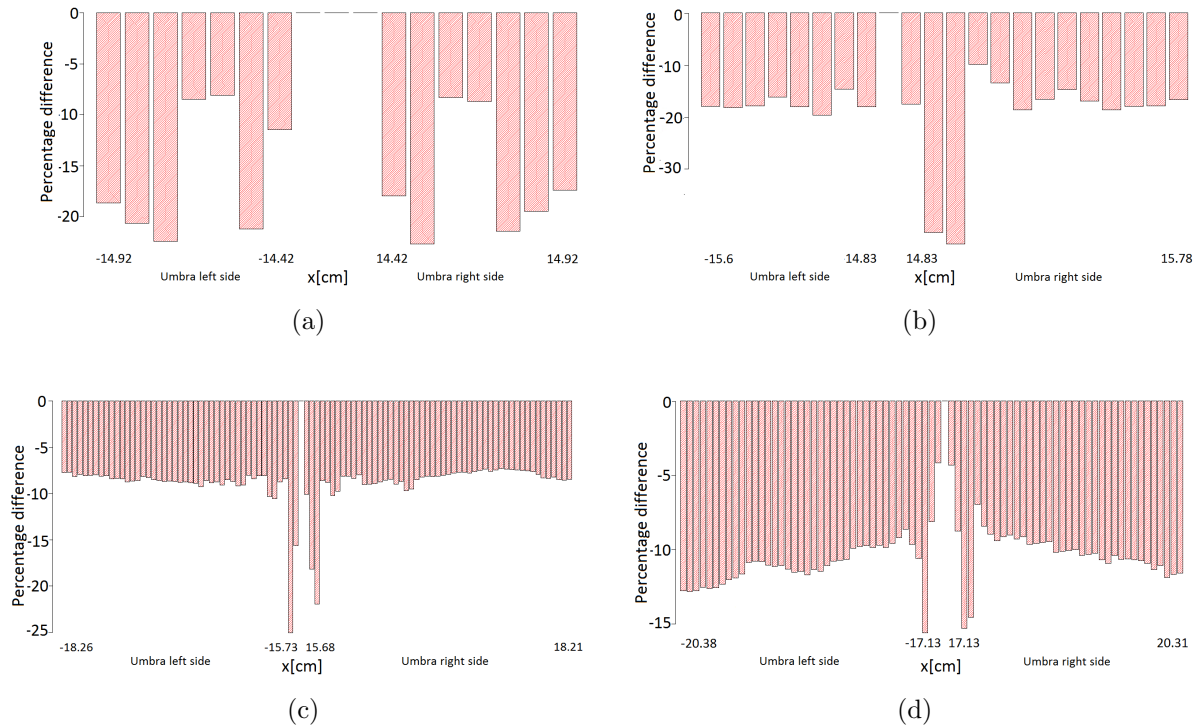 Percentage difference
0
-5
-10
-15
-20
-14.92
-14.42
14.42
14.92
Umbra left side
x[cm]
Umbra right side
(a)
Percentage difference
0
-10
-20
-30
-15.6
14.83
14.83
15.78
Umbra left side
x[cm]
Umbra right side
(b)
Percentage difference
0
-5
-10
-15
-20
-25
-18.26
-15.73
15.68
18.21
Umbra left side
x[cm]
Umbra right side
(c)
Percentage difference
0
-5
-10
-15
-20.38
-17.13
17.13
20.31
Umbra left side
x[cm]
Umbra right side
(d)